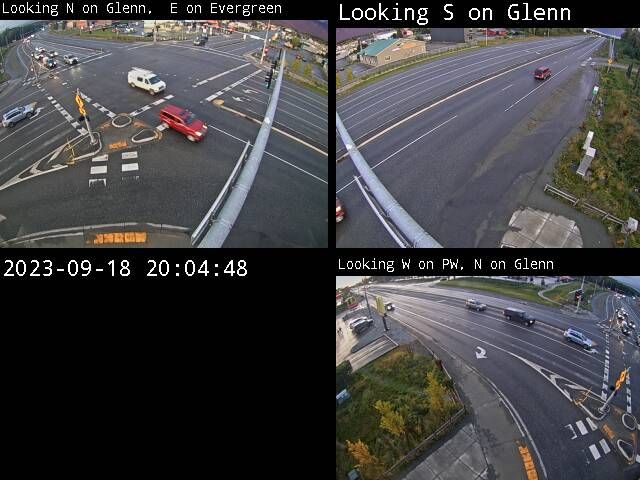 Looking N on Glenn,  E on Evergreen
Looking S on Glenn
2023-09-18 20:04:48
Looking W on PW, N on Glenn